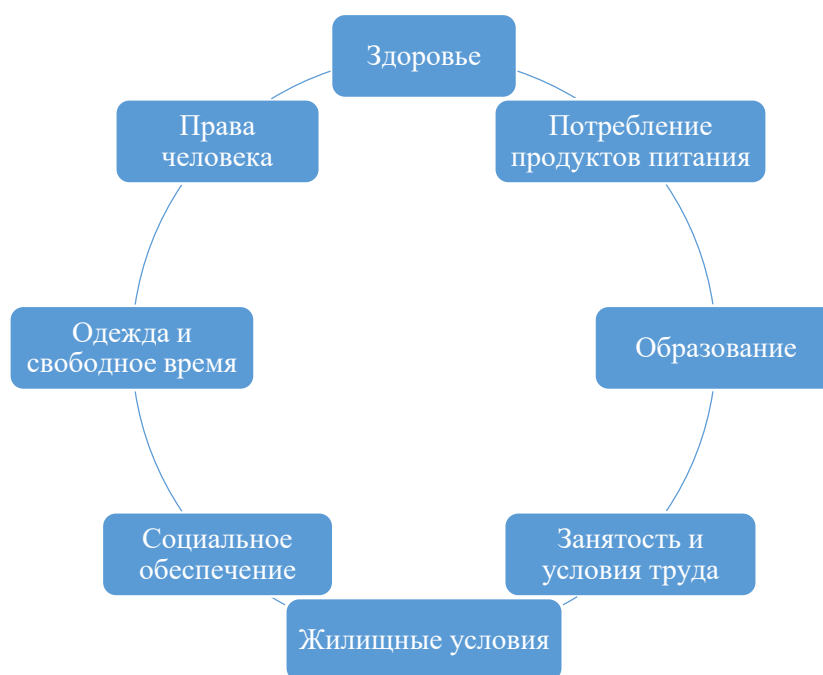 Здоровье
Потребление
продуктов питания
Образование
Занятость и
условия труда
Жилищные условия
Социальное
обеспечение
Одежда и
свободное время
Права
человека